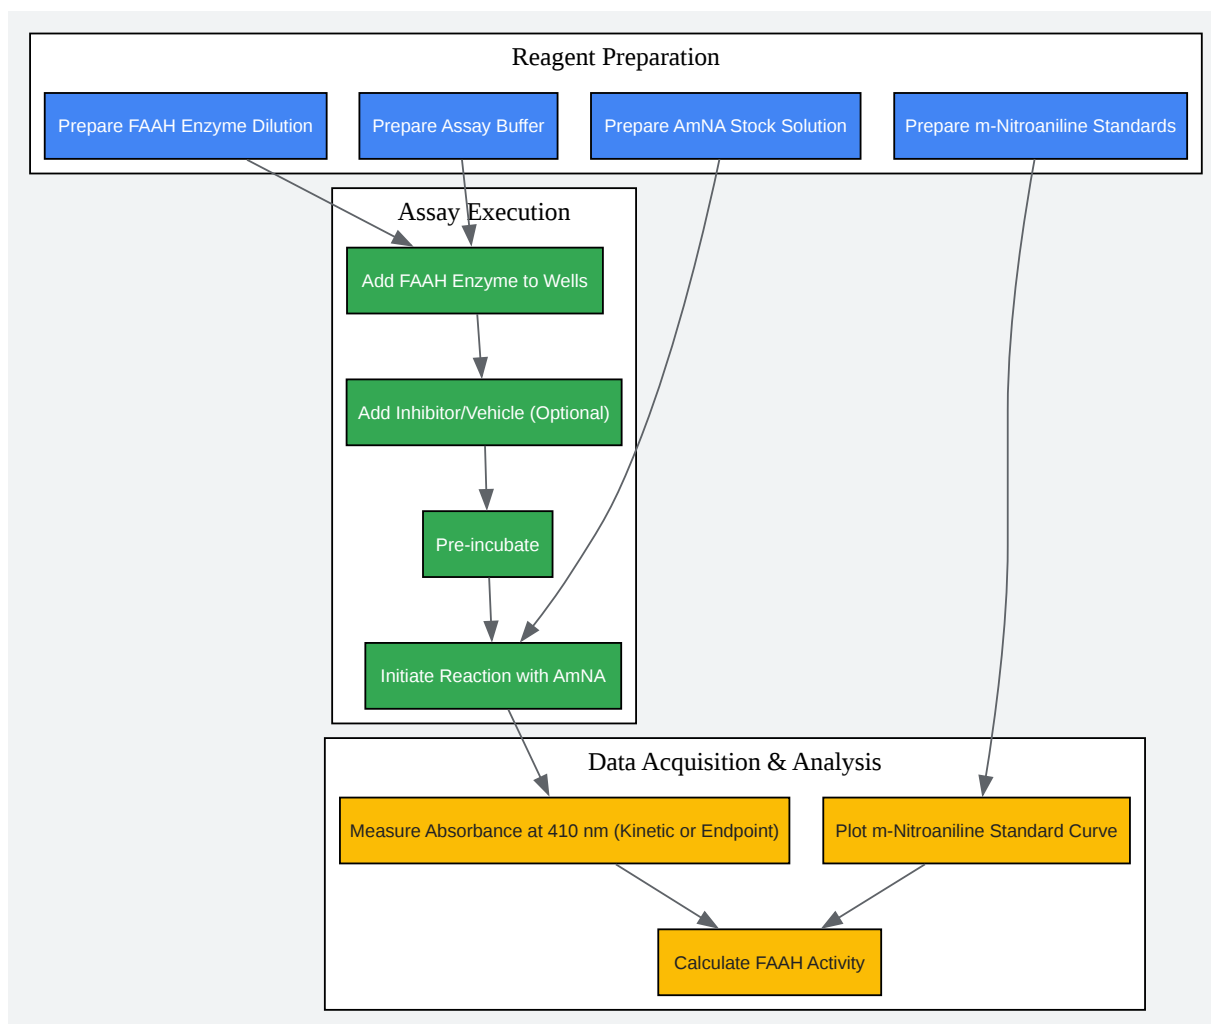 Reagent Preparation
Prepare FAAH Enzyme Dilution
Prepare Assay Buffer
Prepare AmNA Stock Solution
Prepare m-Nitroaniline Standards
Assay Execution
Add FAAH Enzyme to Wells
Add Inhibitor/Vehicle (Optional)
Pre-incubate
Initiate Reaction with AmNA
Data Acquisition & Analysis
Measure Absorbance at 410 nm (Kinetic or Endpoint)
Plot m-Nitroaniline Standard Curve
Calculate FAAH Activity